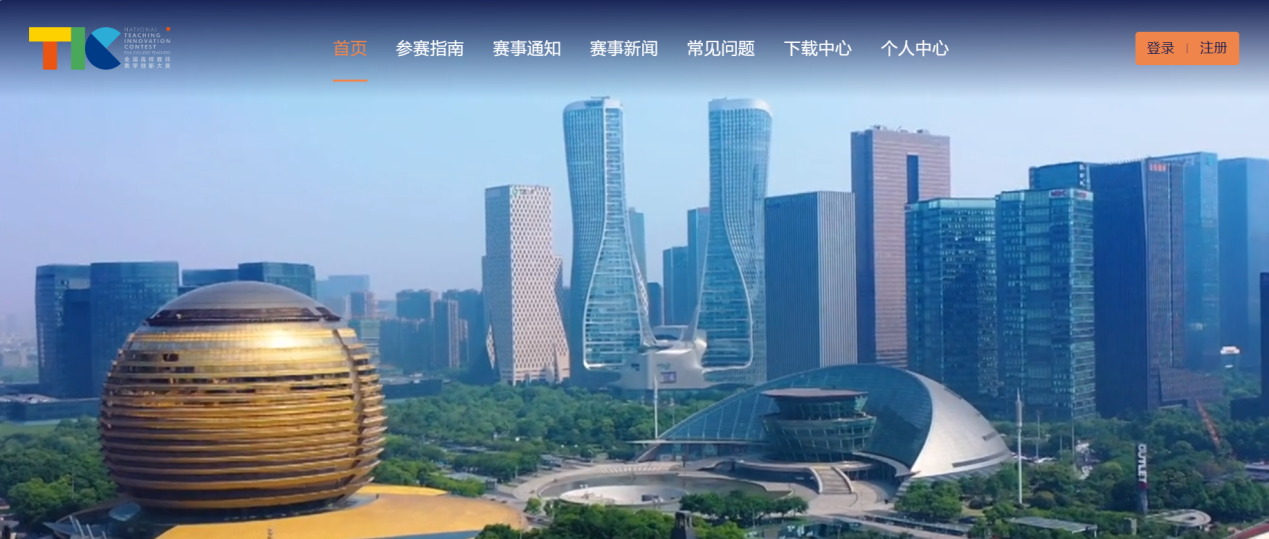 NATIONAL
TEACHING
INNOVATION
CONTEST
全国高校教师
教学创新大赛
首页 参赛指南 赛事通知 赛事新闻 常见问题 下载中心 个人中心
登录 | 注册
OUTLET